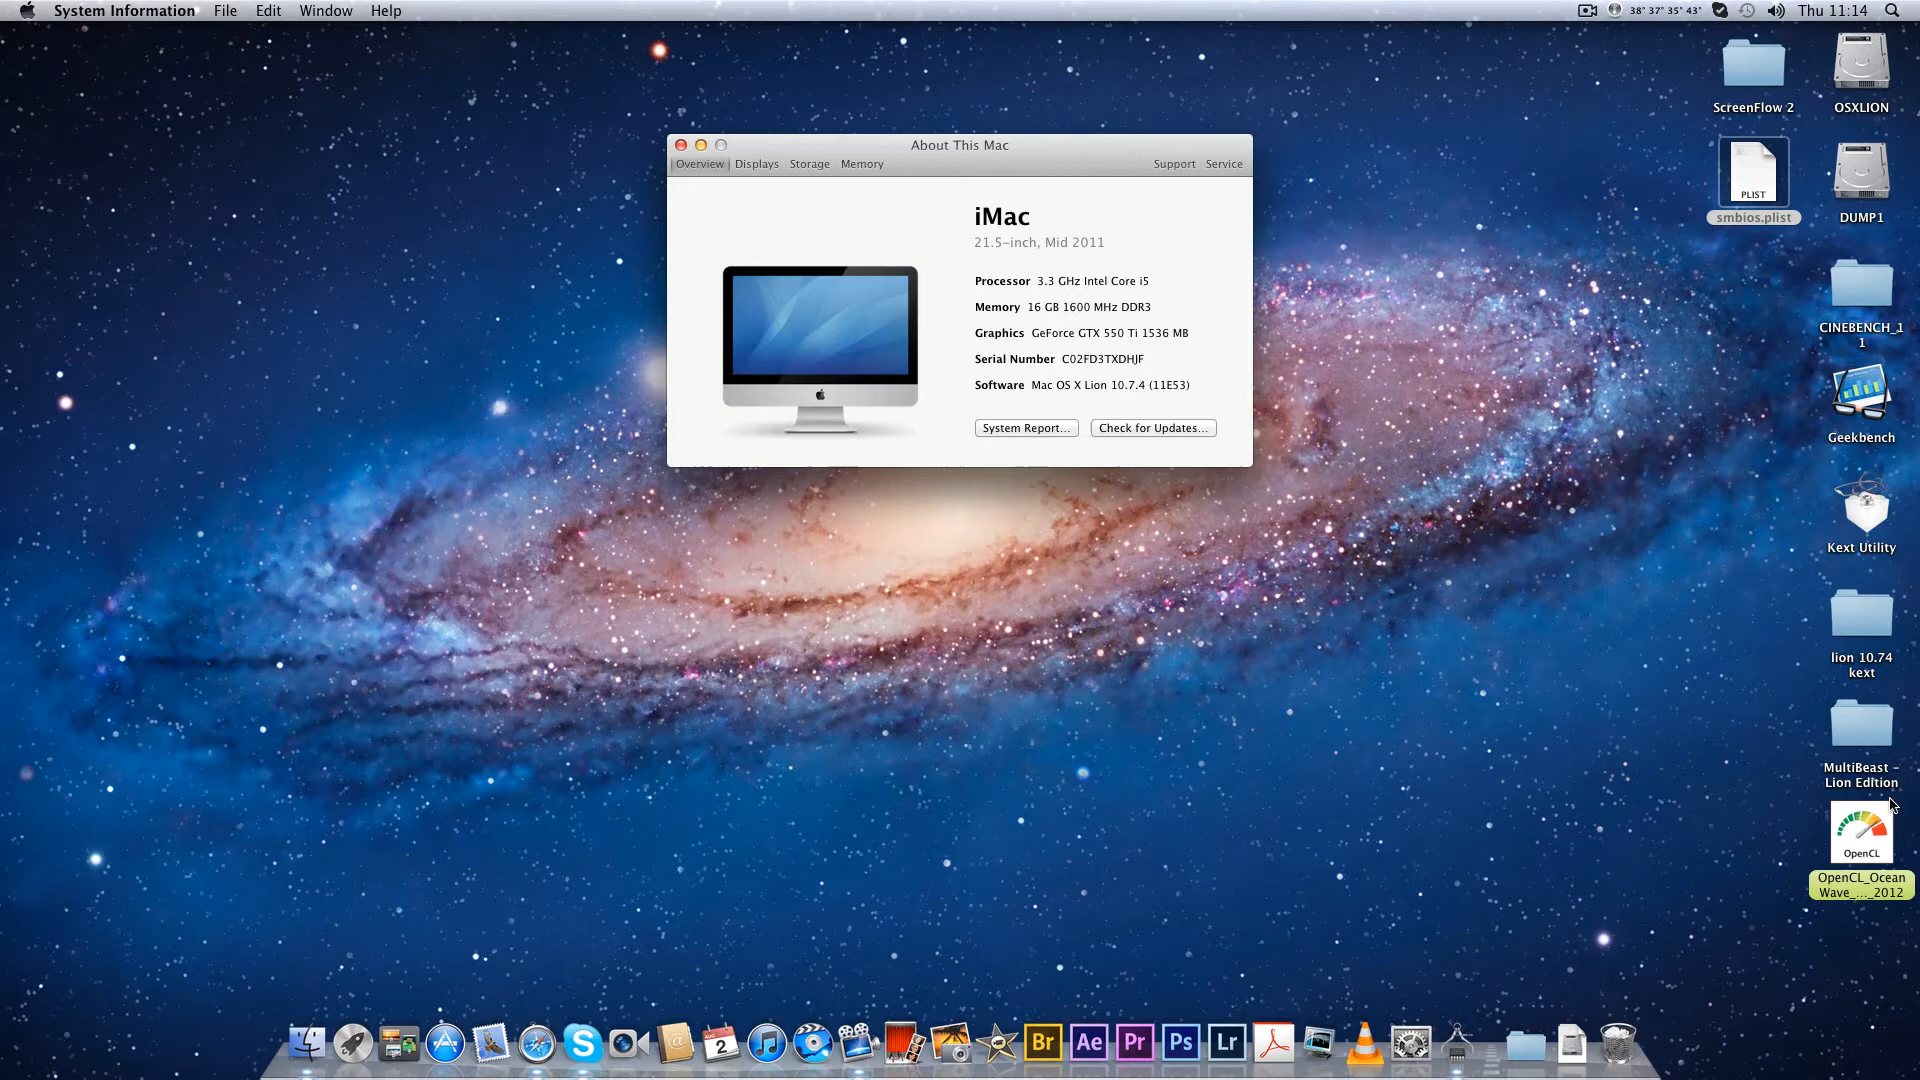 System Information File Edit Window Help
38° 37° 35° 43° Thu 11:14
About This Mac
Overview Displays Storage Memory Support Service
iMac
21.5-inch, Mid 2011
Processor 3.3 GHz Intel Core i5
Memory 16 GB 1600 MHz DDR3
Graphics GeForce GTX 550 Ti 1536 MB
Serial Number C02FD3TXDHJF
Software Mac OS X Lion 10.7.4 (11E53)
System Report... Check for Updates...
ScreenFlow 2
OSXLION
PLIST
smbios.plist
DUMP1
CINEBENCH_1
1
Geekbench
Kext Utility
lion 10.74
kext
MultiBeast -
Lion Edition
OpenCL
OpenCL_Ocean
Wave_..._2012
AUG
2
Br Ae Pr Ps Lr